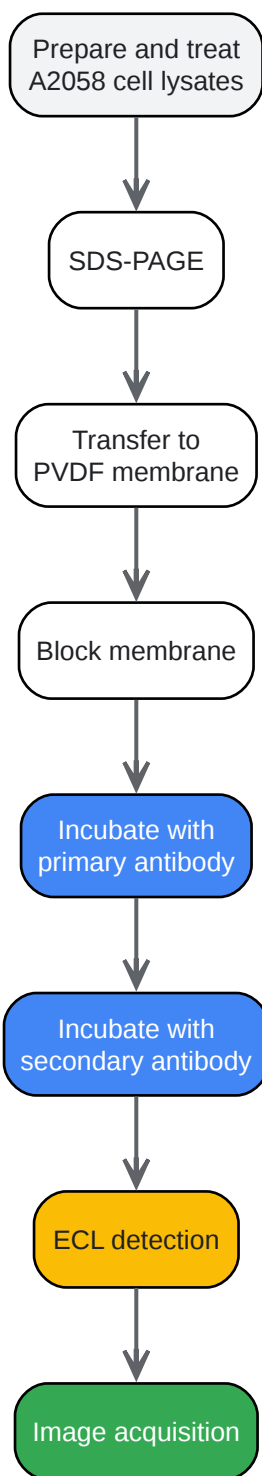 Prepare and treat
A2058 cell lysates
SDS-PAGE
Transfer to
PVDF membrane
Block membrane
Incubate with
primary antibody
Incubate with
secondary antibody
ECL detection
Image acquisition